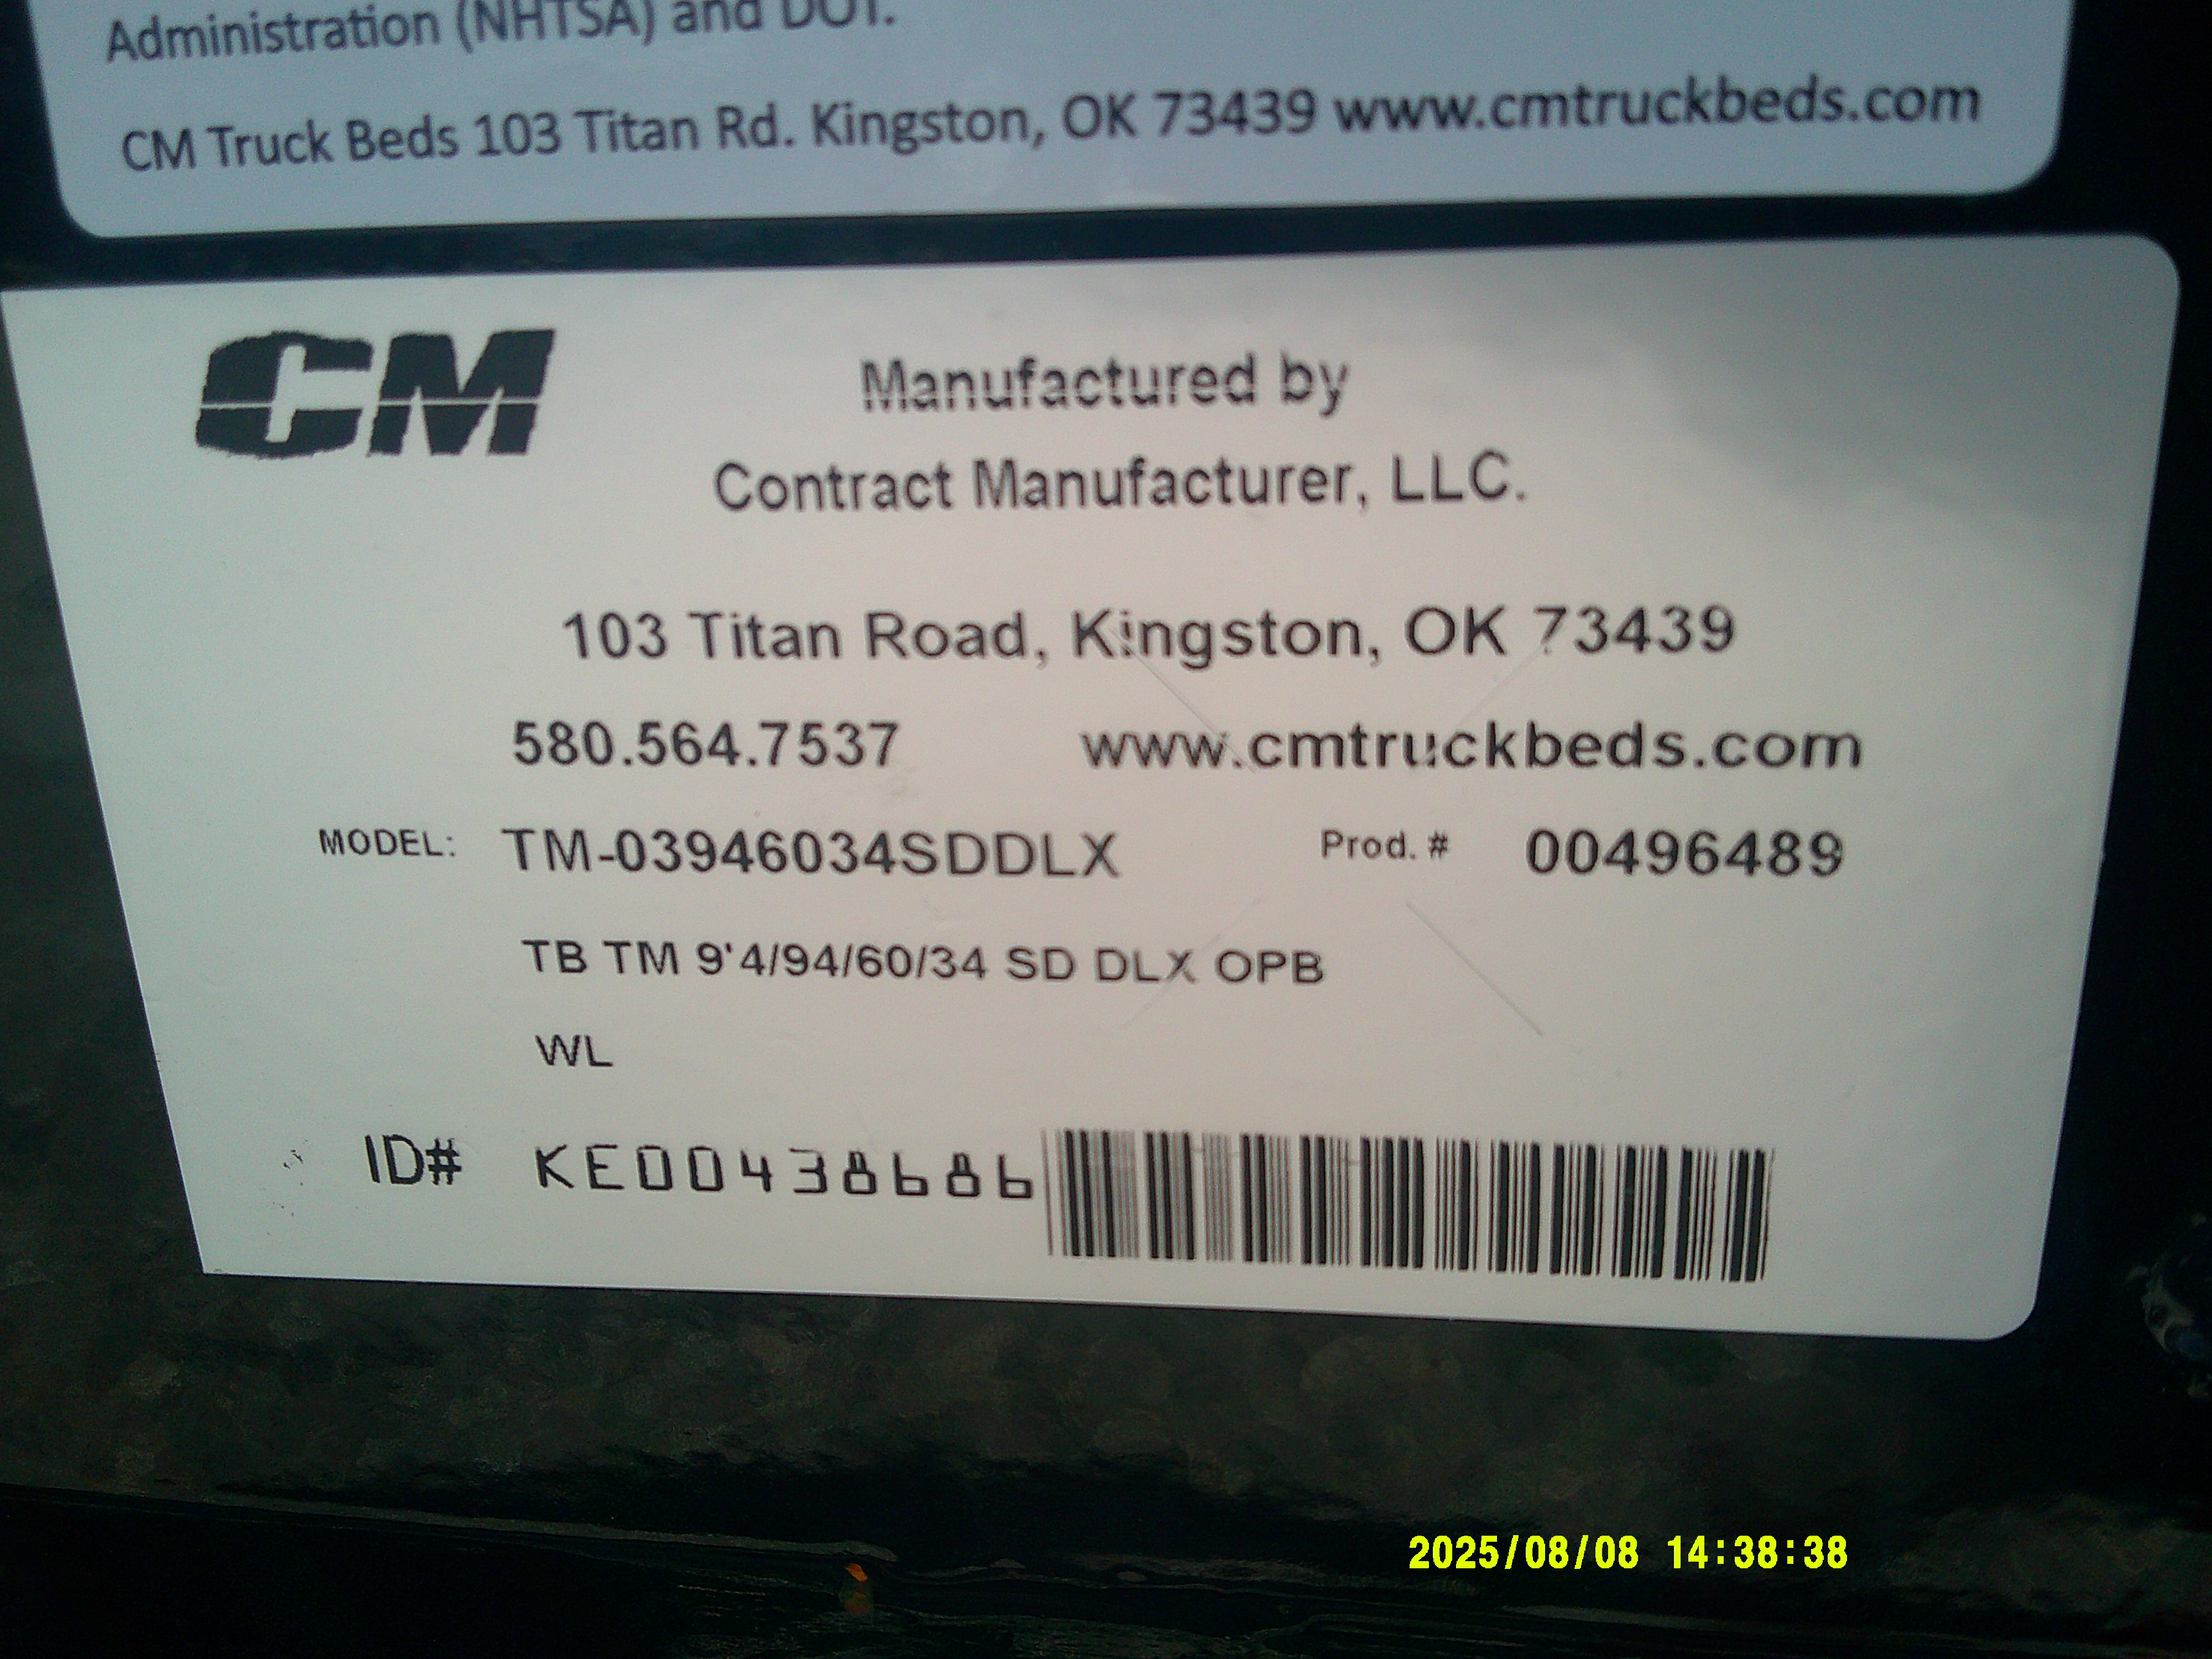 Administration (NHTSA) and DOT.
CM Truck Beds 103 Titan Rd. Kingston, OK 73439 www.cmtruckbeds.com
CM
Manufactured by
Contract Manufacturer, LLC.
103 Titan Road, Kingston, OK 73439
580.564.7537 www.cmtruckbeds.com
MODEL: TM-03946034SDDLX Prod. # 00496489
TB TM 9'4/94/60/34 SD DLX OPB
WL
ID# KE00438686
2025/08/08 14:38:38